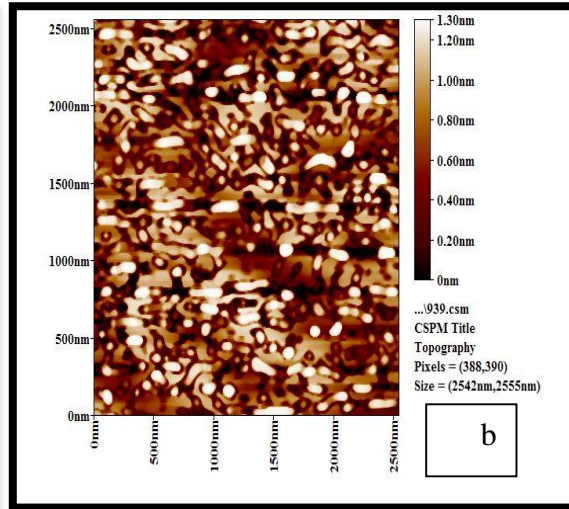 2500nm
2000nm
1500nm
1000nm
500nm
0nm
0nm
500nm
1000nm
1500nm
2000nm
2500nm
1.30nm
1.20nm
1.00nm
0.80nm
0.60nm
0.40nm
0.20nm
0nm
...\939.csm
CSPM Title
Topography
Pixels = (388,390)
Size = (2542nm,2555nm)
b